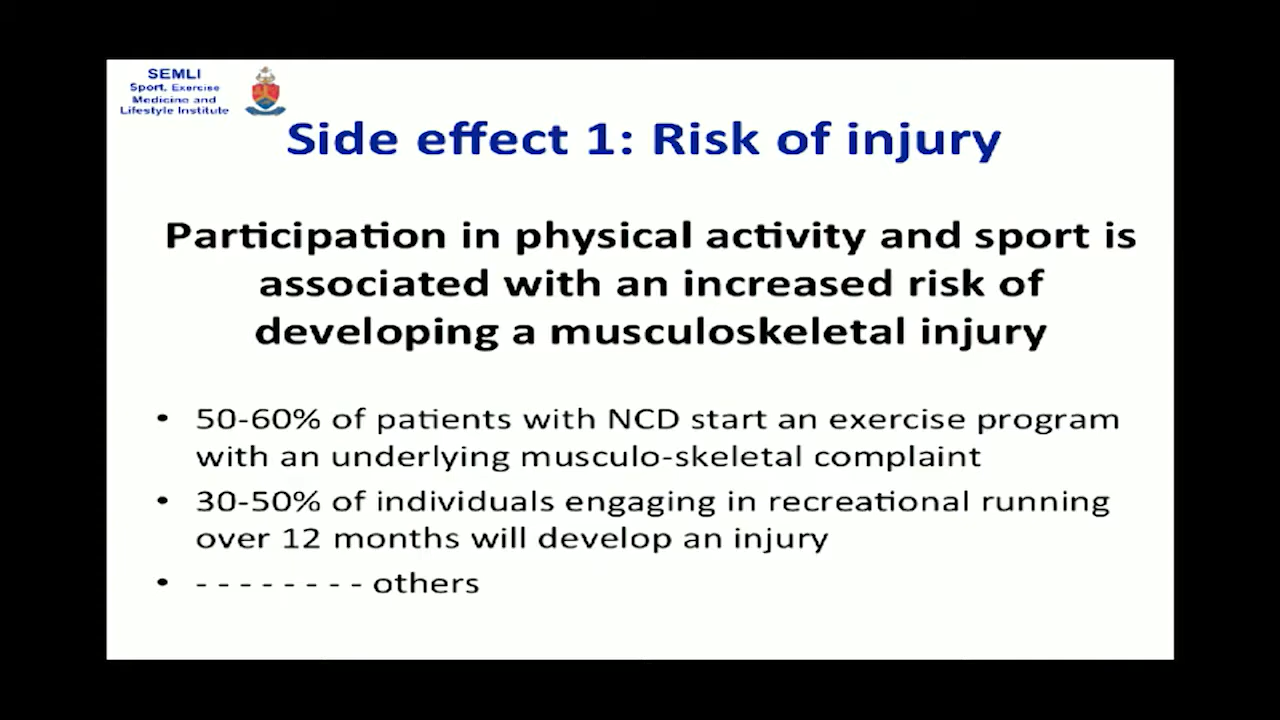 SEMLI
Sport, Exercise
Medicine and
Lifestyle Institute
Side effect 1: Risk of injury
Participation in physical activity and sport is
associated with an increased risk of
developing a musculoskeletal injury
• 50-60% of patients with NCD start an exercise program
with an underlying musculo-skeletal complaint
• 30-50% of individuals engaging in recreational running
over 12 months will develop an injury
• - - - - - - - - others